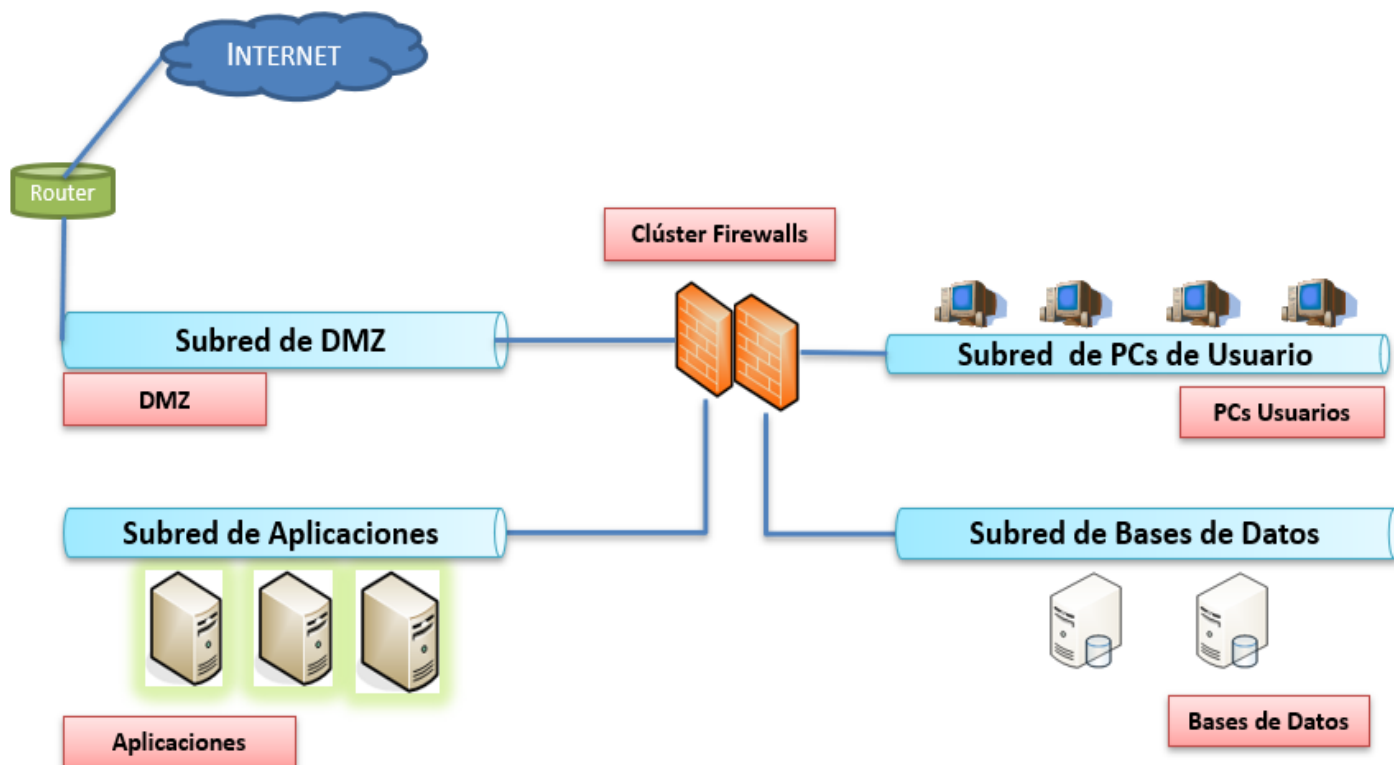 INTERNET
Router
Clúster Firewalls
Subred de DMZ
Subred de PCs de Usuario
DMZ
PCs Usuarios
Subred de Aplicaciones
Subred de Bases de Datos
Bases de Datos
Aplicaciones